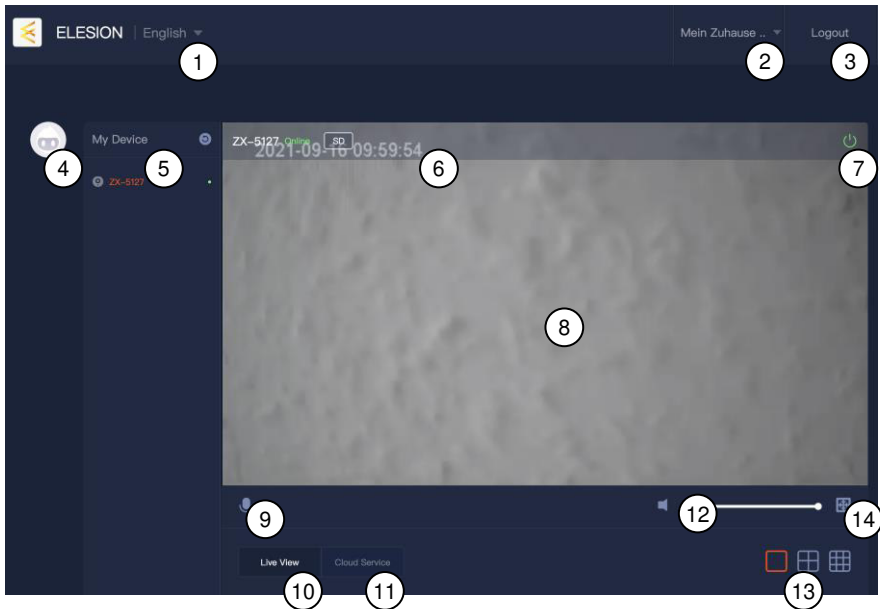 ELESION | English
Mein Zuhause ..
Logout
1
2
3
My Device
ZX-5127 Online SD
2021-09-16 09:59:54
4
5
6
7
ZX-5127
8
9
12
14
Live View
Cloud Service
10
11
13